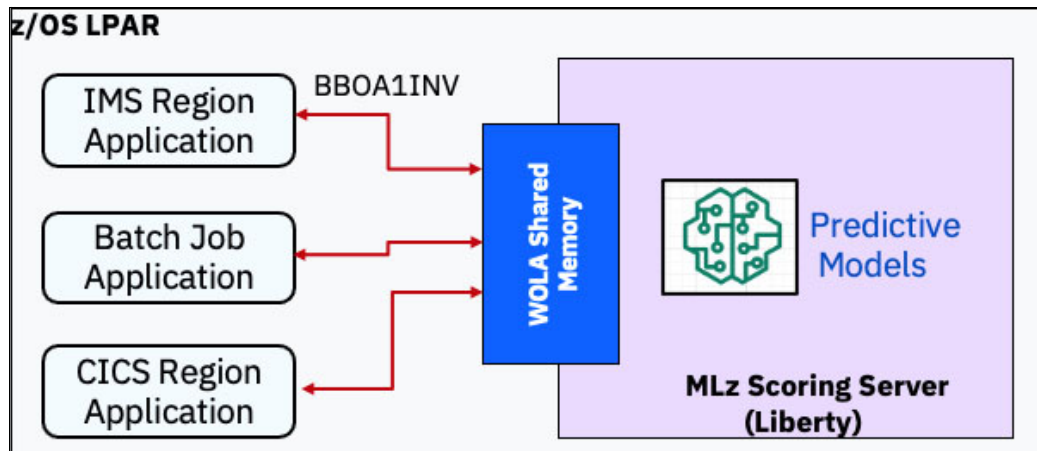 z/OS LPAR
IMS Region
Application
BBOA1INV
Batch Job
Application
CICS Region
Application
WOLA Shared
Memory
Predictive
Models
MLz Scoring Server
(Liberty)